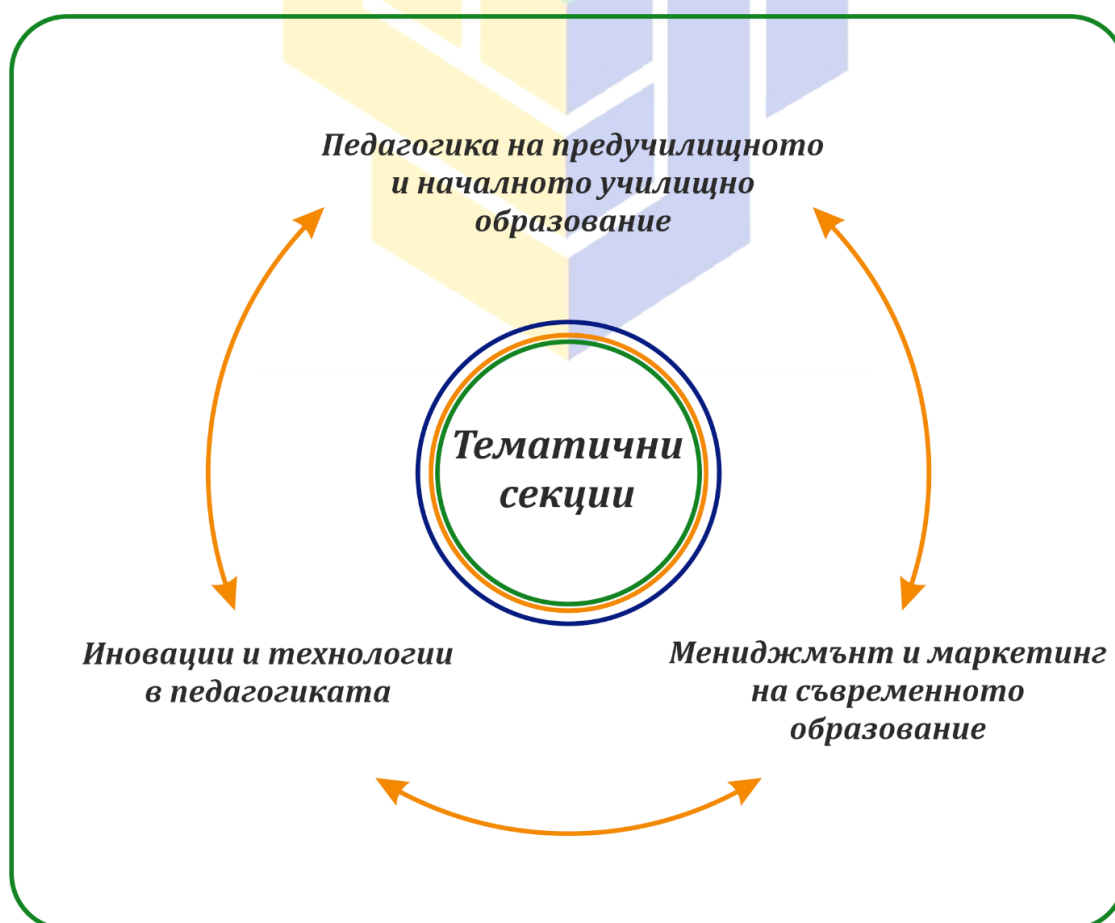 Педагогика на предучилищното
и началното училищно
образование
Тематични
секции
Иновации и технологии
в педагогиката
Мениджмънт и маркетинг
на съвременното
образование